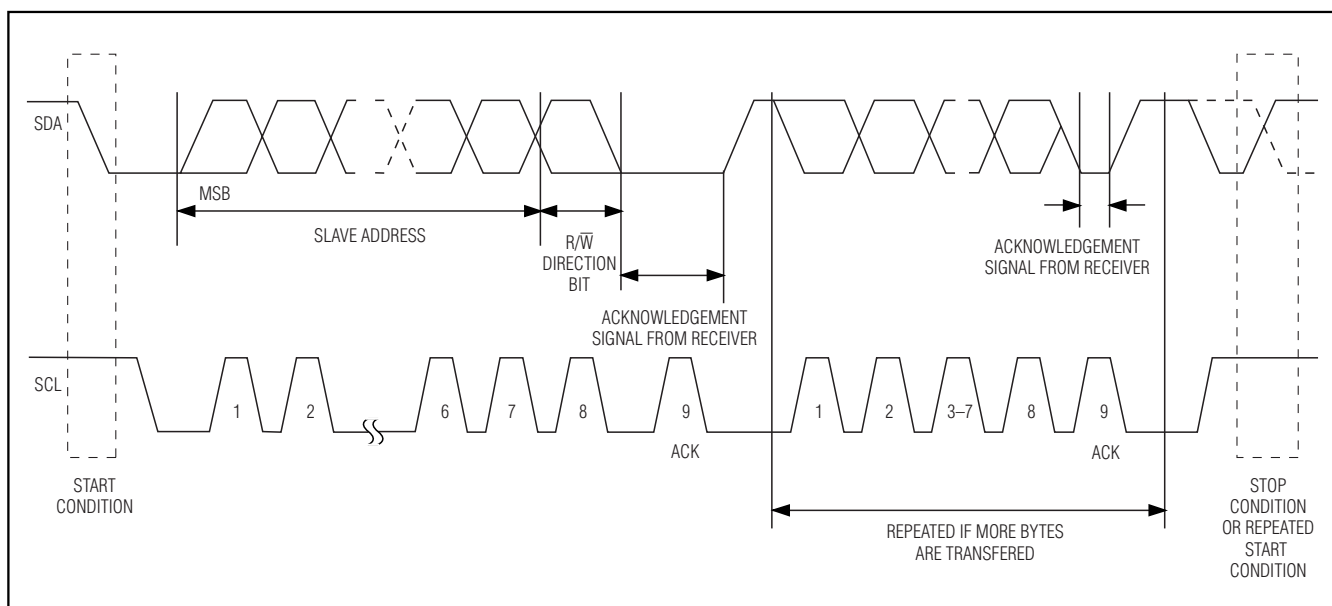 SDA
MSB
SLAVE ADDRESS
R/W̅
DIRECTION
BIT
ACKNOWLEDGEMENT
SIGNAL FROM RECEIVER
ACKNOWLEDGEMENT
SIGNAL FROM RECEIVER
SCL
1 2 6 7 8 9 1 2 3–7 8 9
ACK ACK
START
CONDITION
REPEATED IF MORE BYTES
ARE TRANSFERED
STOP
CONDITION
OR REPEATED
START
CONDITION